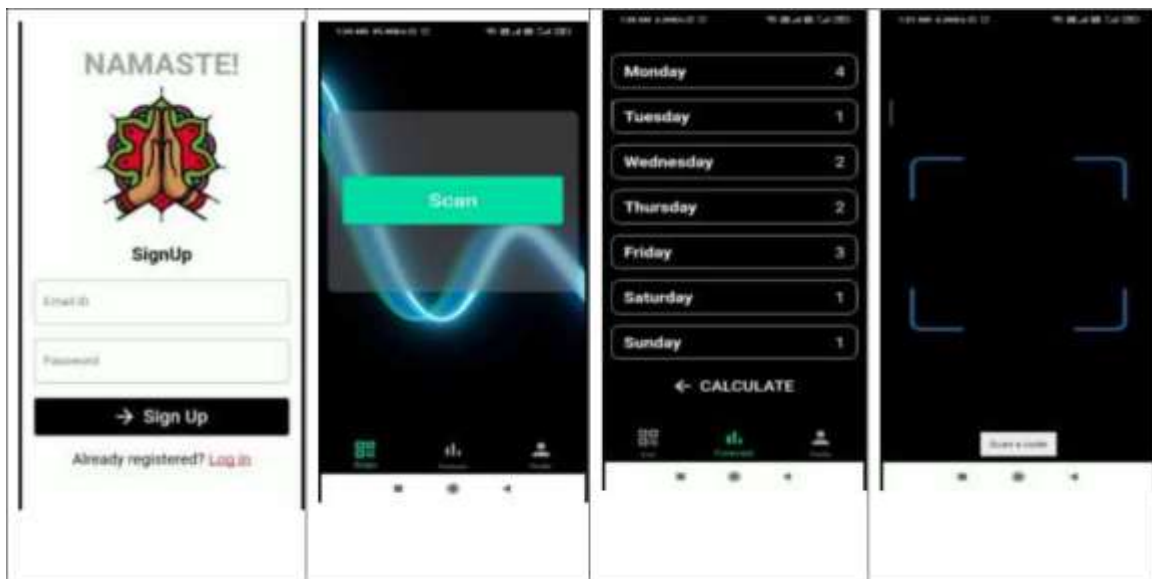 NAMASTE!
SignUp
Email ID
Password
→ Sign Up
Already registered? Log in
Scan
Monday 4
Tuesday 1
Wednesday 2
Thursday 2
Friday 3
Saturday 1
Sunday 1
← CALCULATE
Scan a code